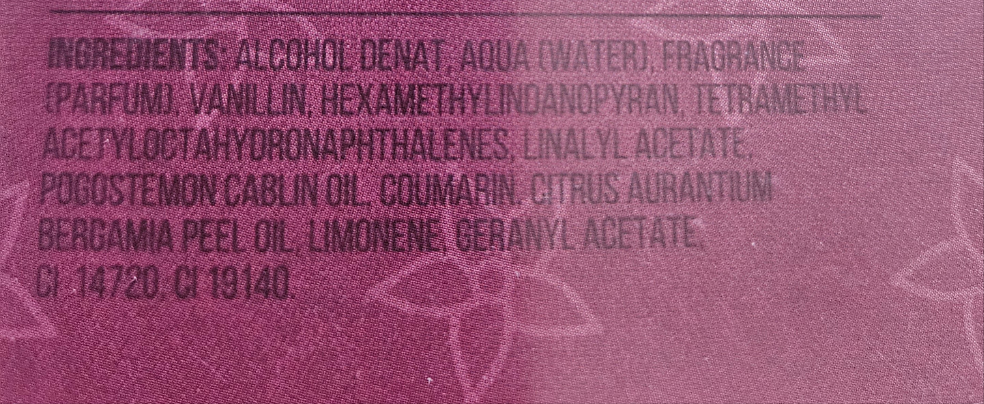 INGREDIENTS: ALCOHOL DENAT, AQUA (WATER), FRAGRANCE
(PARFUM), VANILLIN, HEXAMETHYLINDANOPYRAN, TETRAMETHYL
ACETYLOCTAHYDRONAPHTHALENES, LINALYL ACETATE,
POGOSTEMON CABLIN OIL, COUMARIN, CITRUS AURANTIUM
BERGAMIA PEEL OIL, LIMONENE, GERANYL ACETATE,
CI 14720, CI 19140.